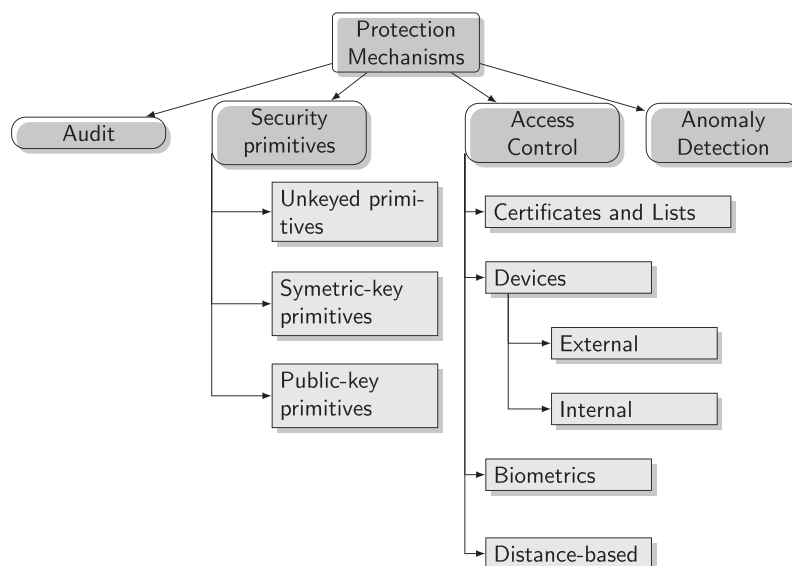 Protection
Mechanisms
Audit
Security
primitives
Access
Control
Anomaly
Detection
Unkeyed primi-
tives
Symetric-key
primitives
Public-key
primitives
Certificates and Lists
Devices
External
Internal
Biometrics
Distance-based